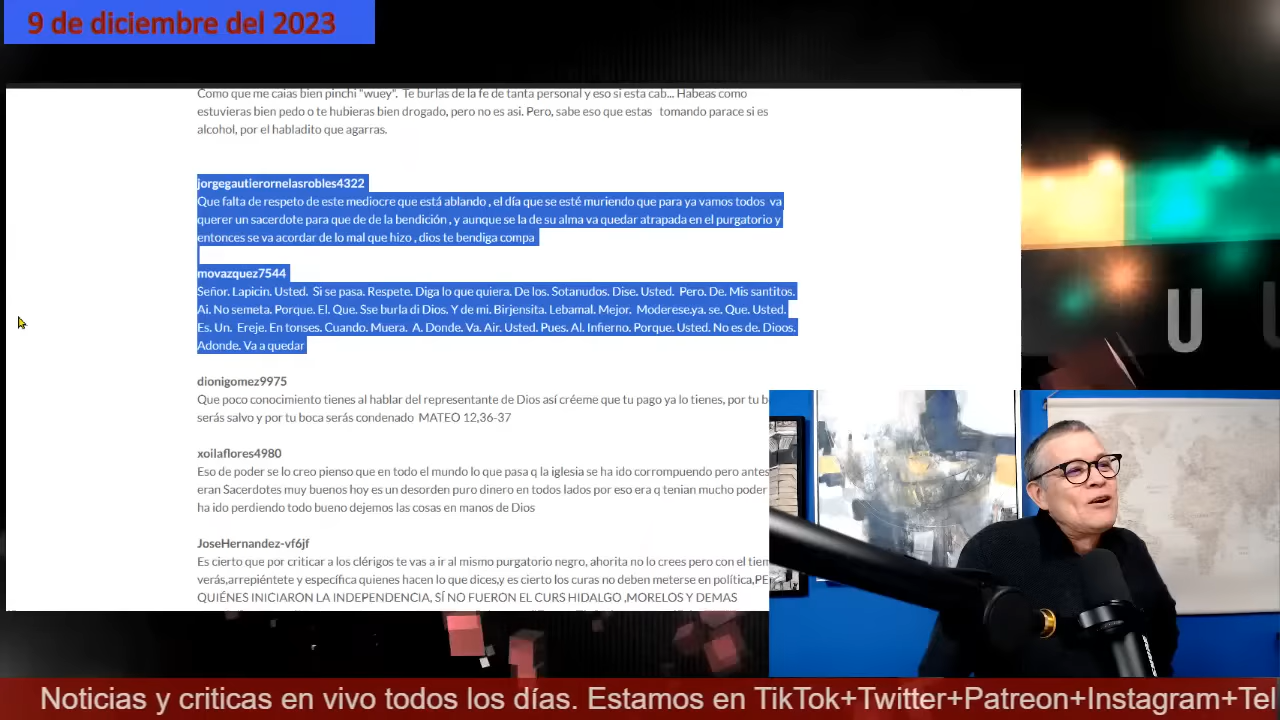 9 de diciembre del 2023
Como que me caias bien pinchi "wuey". Te burlas de la fe de tanta personal y eso si esta cab... Habeas como
estuvieras bien pedo o te hubieras bien drogado, pero no es asi. Pero, sabe eso que estas tomando parace si es
alcohol, por el habladito que agarras.
jorgegautierornelasrobles4322
Que falta de respeto de este mediocre que está ablando , el día que se esté muriendo que para ya vamos todos va
querer un sacerdote para que de de la bendición , y aunque se la de su alma va quedar atrapada en el purgatorio y
entonces se va acordar de lo mal que hizo , dios te bendiga compa
movazquez7544
Señor. Lapicin. Usted. Si se pasa. Respete. Diga lo que quiera. De los. Sotanudos. Dise. Usted. Pero. De. Mis santitos.
Ai. No semeta. Porque. El. Que. Sse burla di Dios. Y de mi. Birjensita. Lebamal. Mejor. Moderese.ya. se. Que. Usted.
Es. Un. Ereje. En tonses. Cuando. Muera. A. Donde. Va. Air. Usted. Pues. Al. Infierno. Porque. Usted. No es de. Dioos.
Adonde. Va a quedar
dionigomez9975
Que poco conocimiento tienes al hablar del representante de Dios así créeme que tu pago ya lo tienes, por tu b
serás salvo y por tu boca serás condenado MATEO 12,36-37
xoilaflores4980
Eso de poder se lo creo pienso que en todo el mundo lo que pasa q la iglesia se ha ido corrompuendo pero antes
eran Sacerdotes muy buenos hoy es un desorden puro dinero en todos lados por eso era q tenian mucho poder
ha ido perdiendo todo bueno dejemos las cosas en manos de Dios
JoseHernandez-vf6jf
Es cierto que por criticar a los clérigos te vas a ir al mismo purgatorio negro, ahorita no lo crees pero con el tiem
verás,arrepiéntete y específica quienes hacen lo que dices,y es cierto los curas no deben meterse en política,PE
QUIÉNES INICIARON LA INDEPENDENCIA, SÍ NO FUERON EL CURS HIDALGO ,MORELOS Y DEMAS
U
Noticias y criticas en vivo todos los días. Estamos en TikTok+Twitter+Patreon+Instagram+Tel